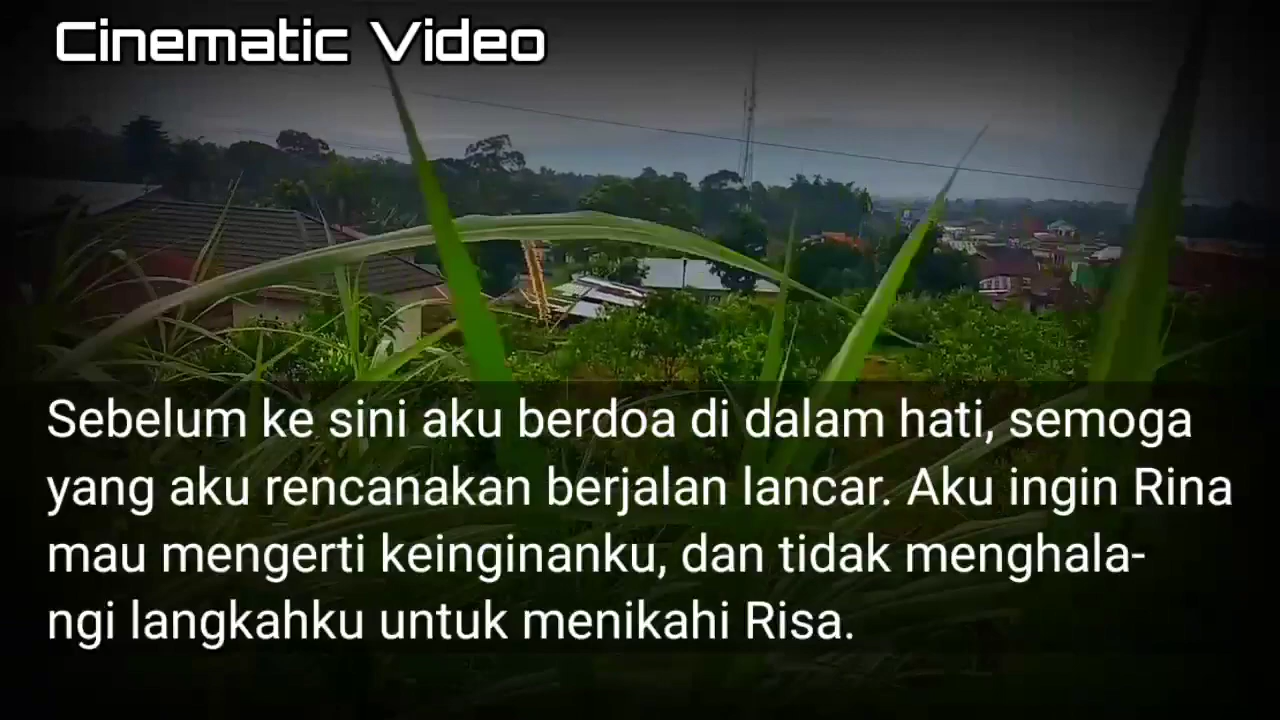 Cinematic Video
Sebelum ke sini aku berdoa di dalam hati, semoga
yang aku rencanakan berjalan lancar. Aku ingin Rina
mau mengerti keinginanku, dan tidak menghala-
ngi langkahku untuk menikahi Risa.